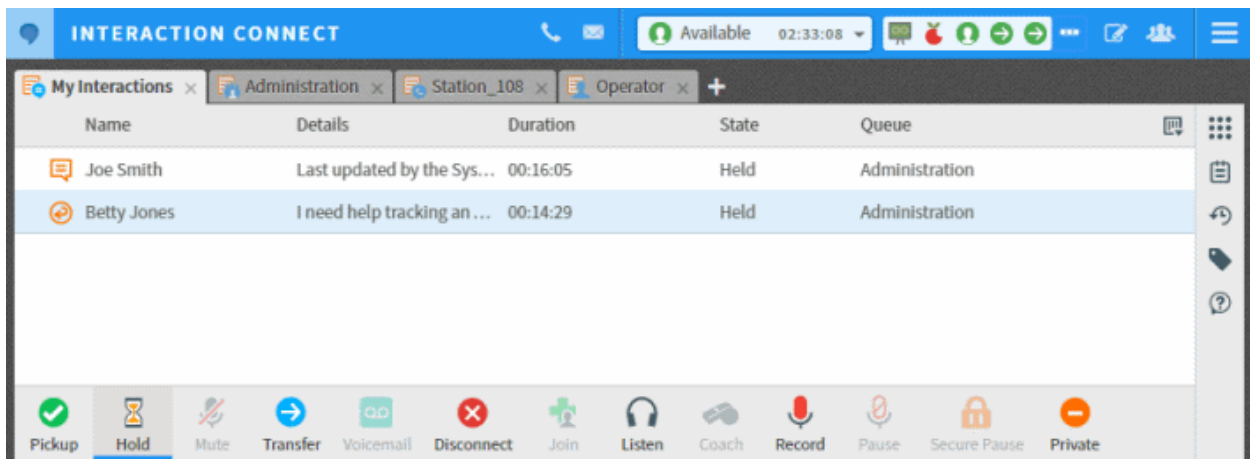 INTERACTION CONNECT Available 02:33:08
My Interactions Administration Station_108 Operator
Name Details Duration State Queue
Joe Smith Last updated by the Sys... 00:16:05 Held Administration
Betty Jones I need help tracking an ... 00:14:29 Held Administration
Pickup Hold Mute Transfer Voicemail Disconnect Join Listen Coach Record Pause Secure Pause Private